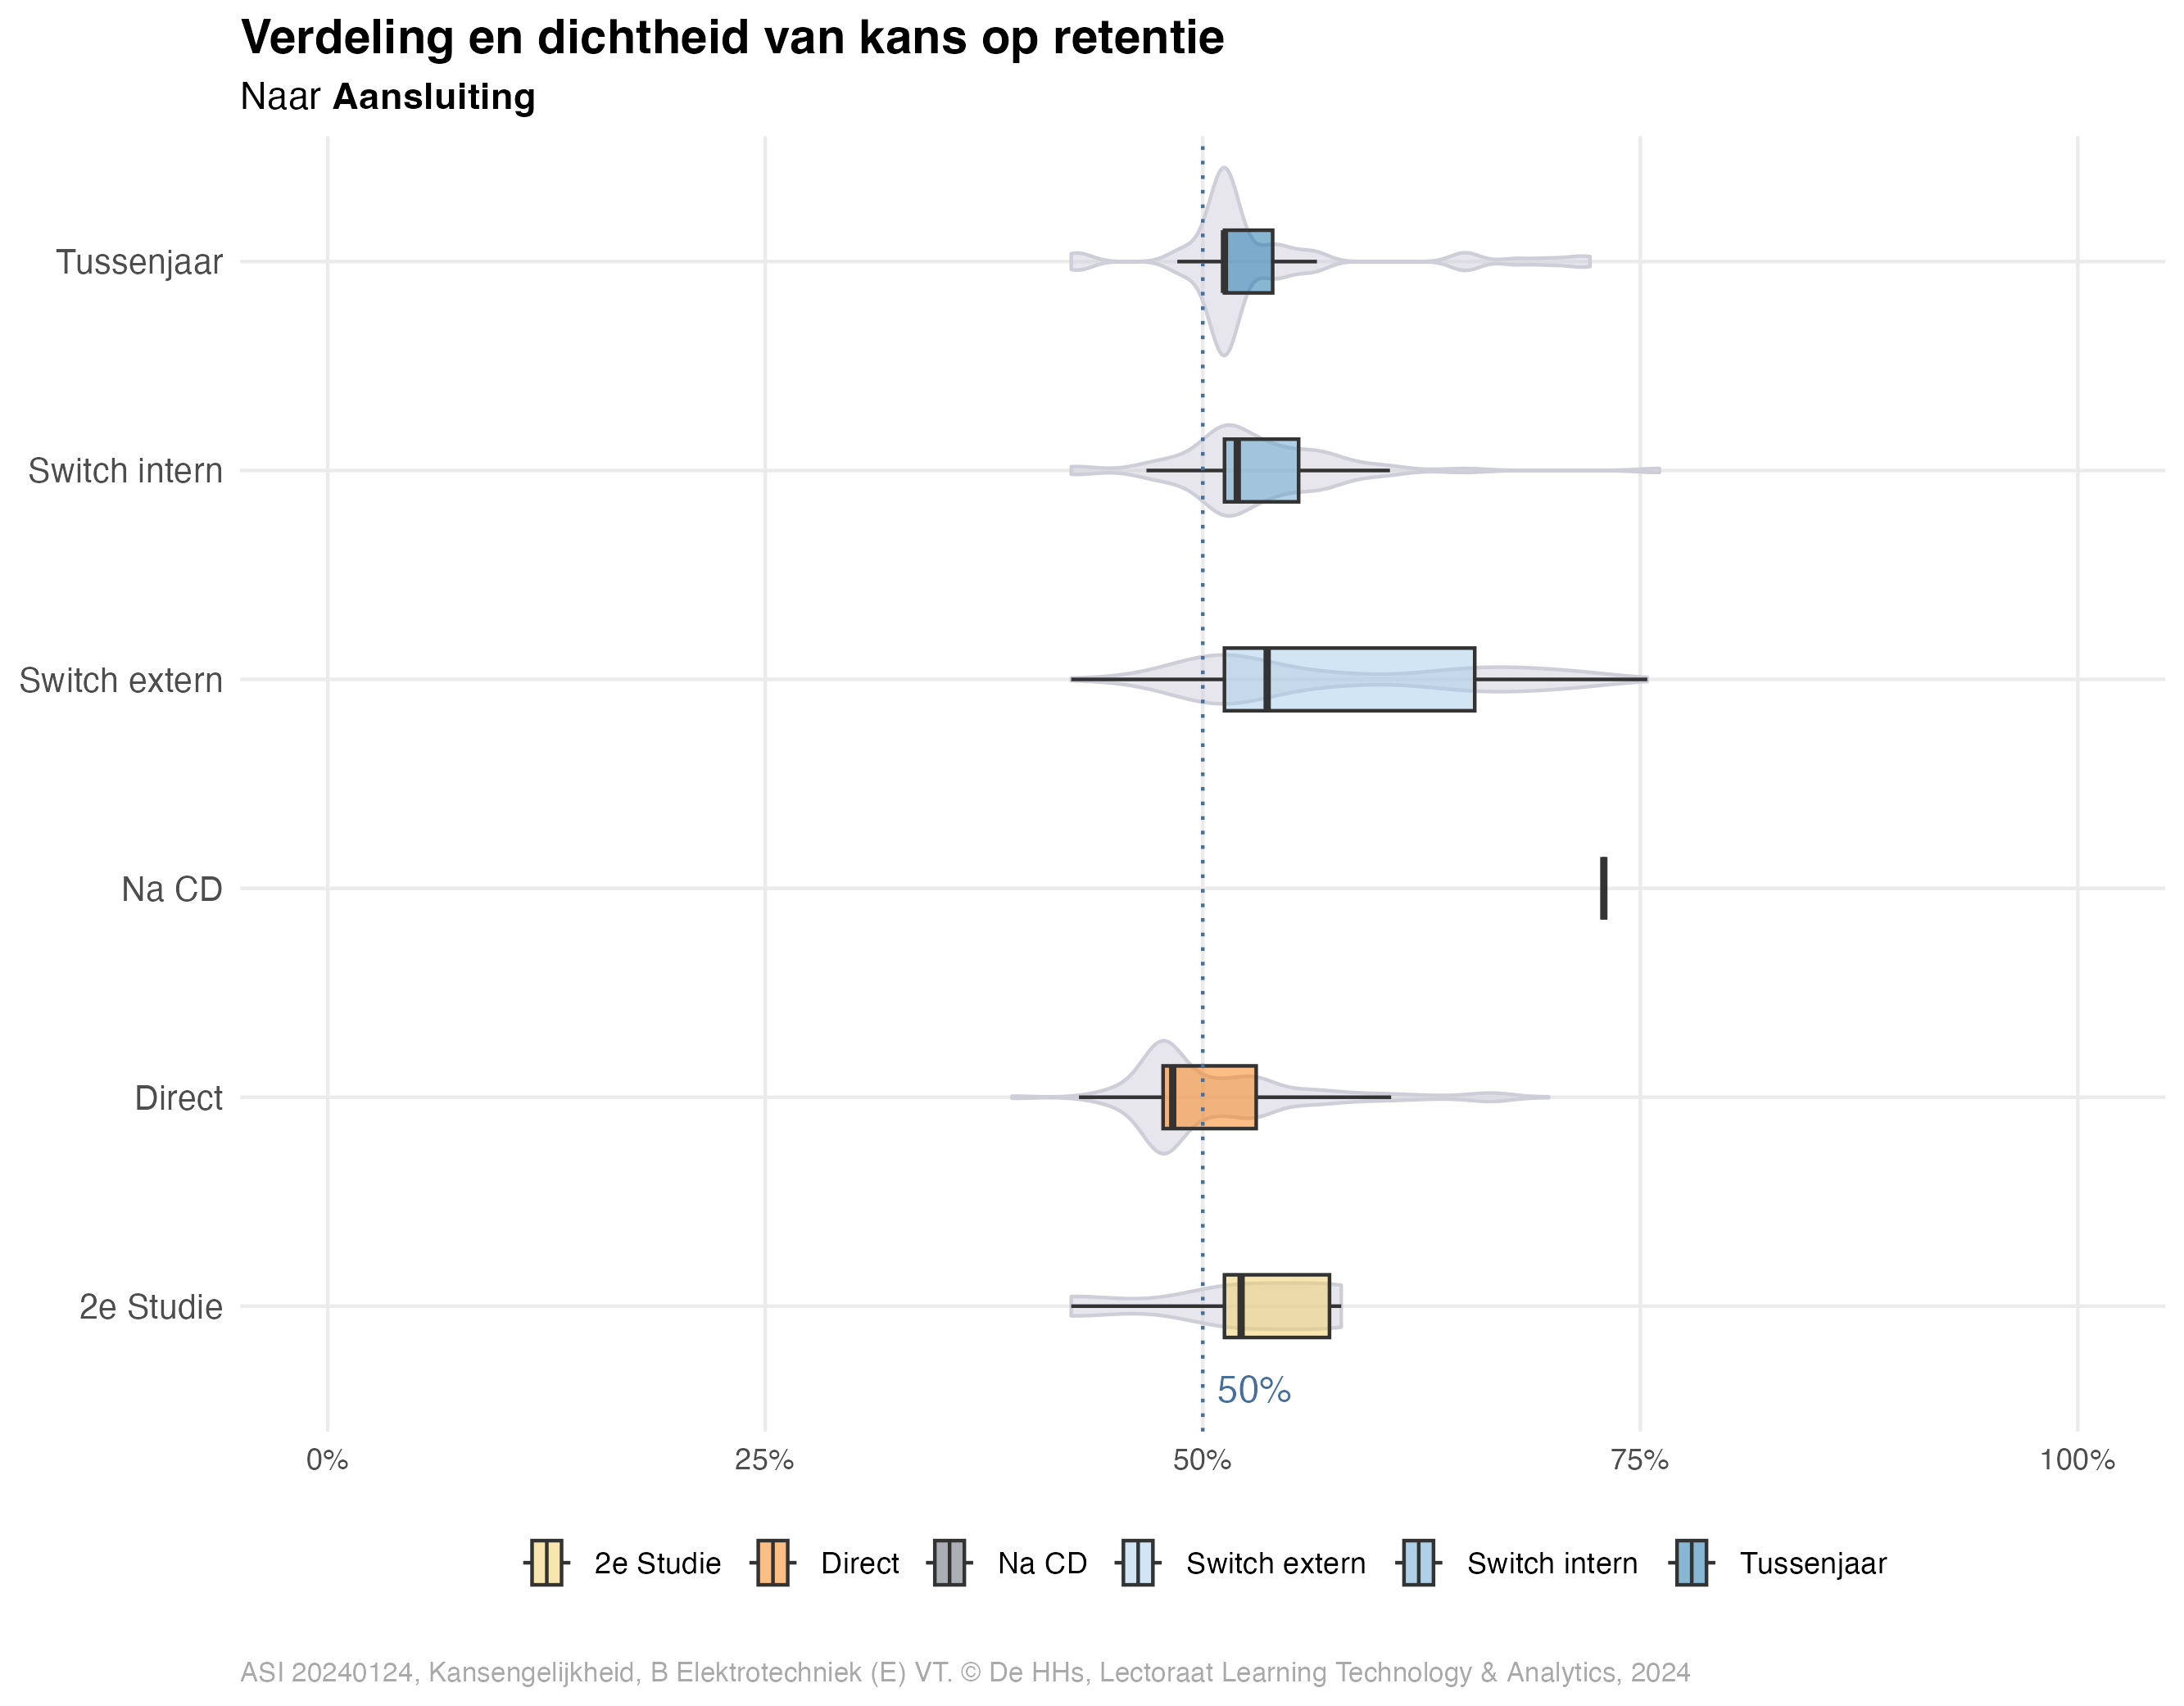 Verdeling en dichtheid van kans op retentie
Naar Aansluiting
Tussenjaar
Switch intern
Switch extern
Na CD
Direct
2e Studie
50%
0%
25%
50%
75%
100%
2e Studie
Direct
Na CD
Switch extern
Switch intern
Tussenjaar
ASI 20240124, Kansengelijkheid, B Elektrotechniek (E) VT. © De HHs, Lectoraat Learning Technology & Analytics, 2024